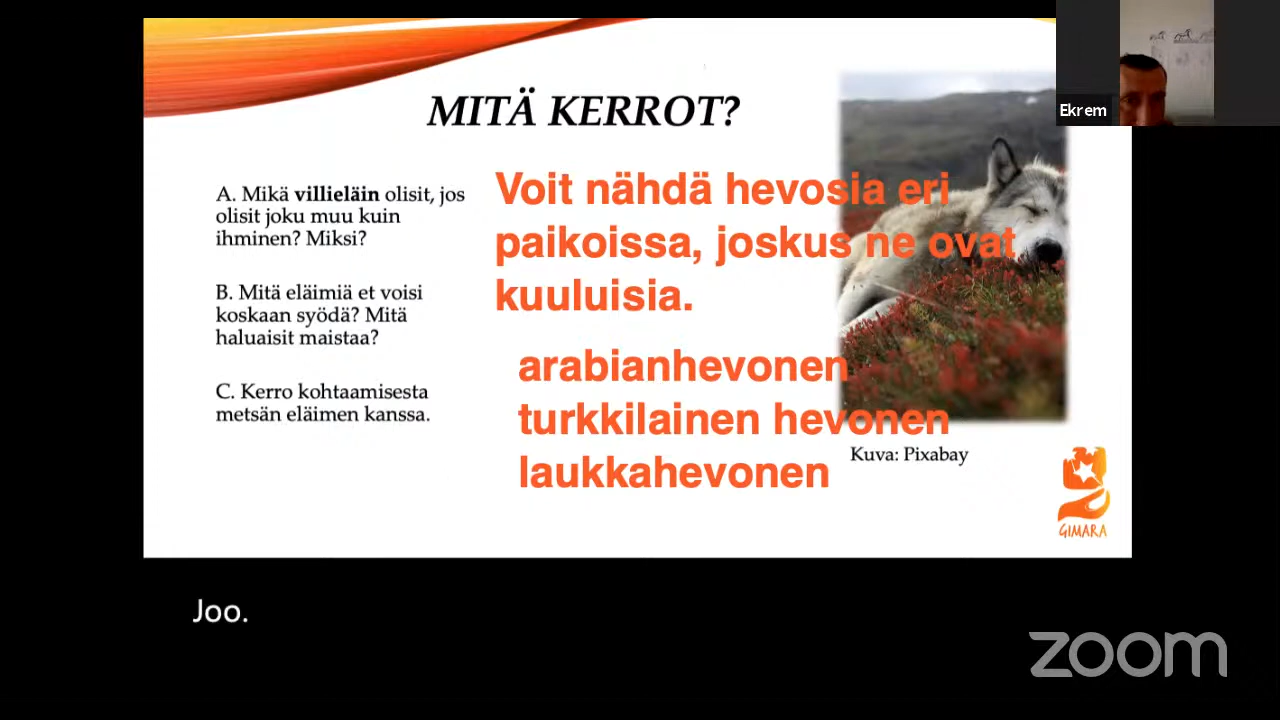 MITÄ KERROT?
Ekrem
A. Mikä villieläin olisit, jos
olisit joku muu kuin
ihminen? Miksi?
B. Mitä eläimiä et voisi
koskaan syödä? Mitä
haluaisit maistaa?
C. Kerro kohtaamisesta
metsän eläimen kanssa.
Voit nähdä hevosia eri
paikoissa, joskus ne ovat
kuuluisia.
arabianhevonen
turkkilainen hevonen
laukkahevonen
Kuva: Pixabay
GIMARA
Joo.
zoom